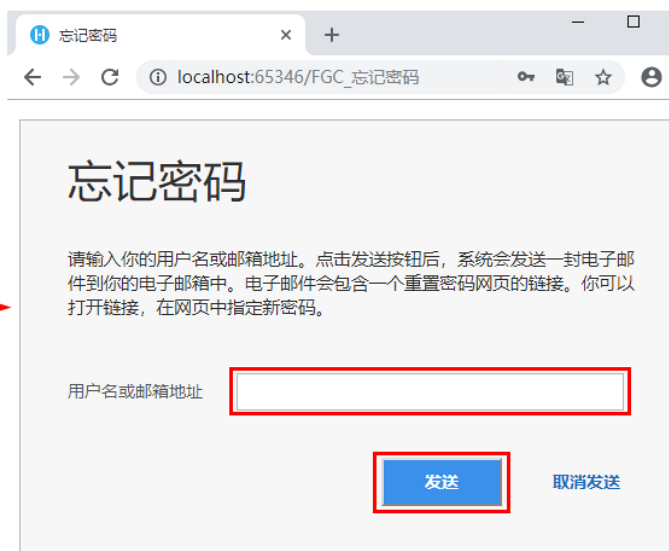 忘记密码
localhost:65346/FGC_忘记密码
忘记密码
请输入你的用户名或邮箱地址。点击发送按钮后，系统会发送一封电子邮
件到你的电子邮箱中。电子邮件会包含一个重置密码网页的链接。你可以
打开链接，在网页中指定新密码。
用户名或邮箱地址
发送 取消发送